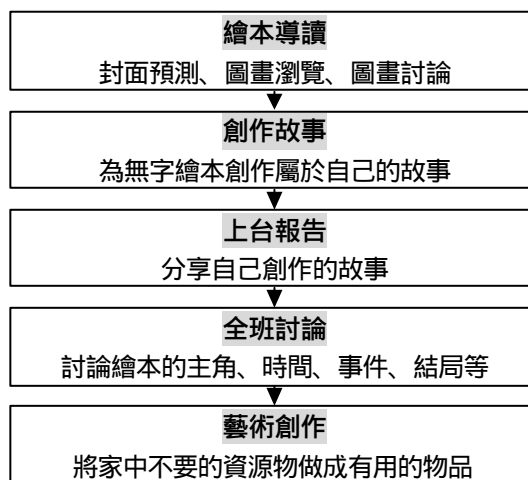 繪本導讀
封面預測、圖畫瀏覽、圖畫討論
創作故事
為無字繪本創作屬於自己的故事
上台報告
分享自己創作的故事
全班討論
討論繪本的主角、時間、事件、結局等
藝術創作
將家中不要的資源物做成有用的物品